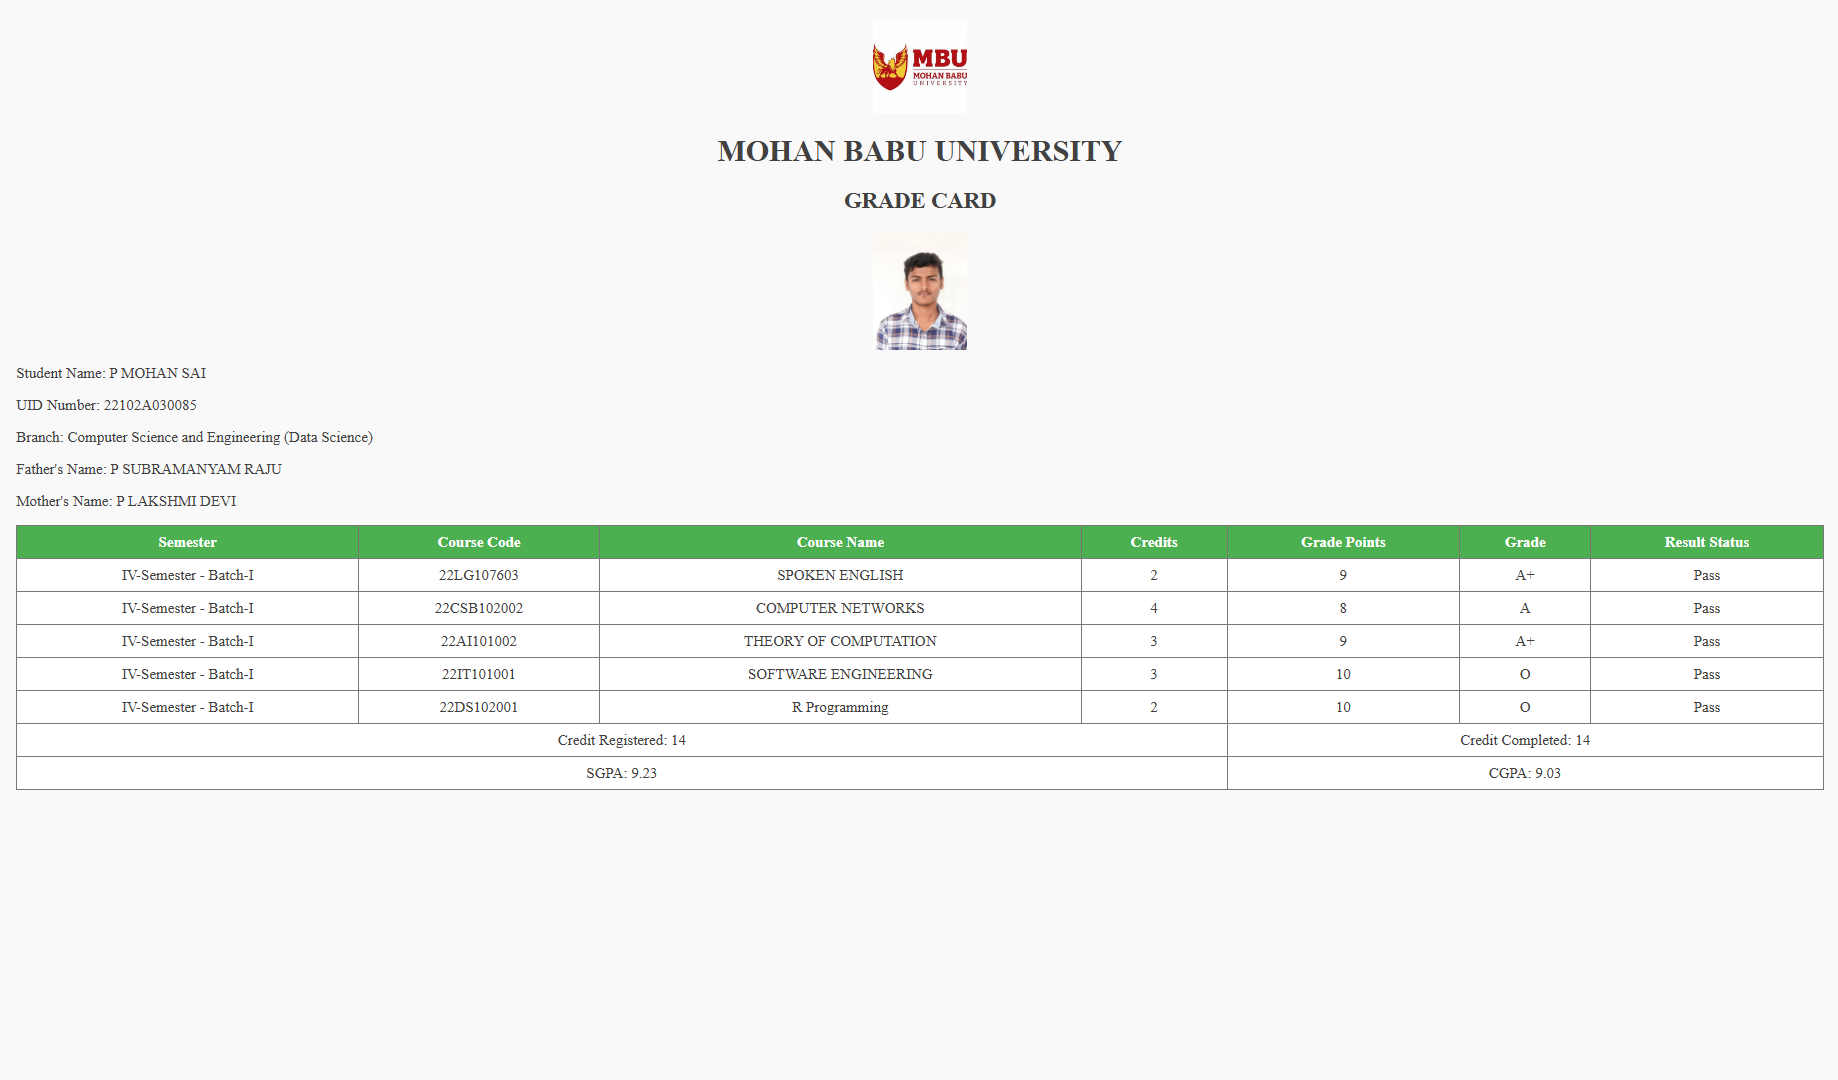 MBU
MOHAN BABU
UNIVERSITY
MOHAN BABU UNIVERSITY
GRADE CARD
Student Name: P MOHAN SAI
UID Number: 22102A030085
Branch: Computer Science and Engineering (Data Science)
Father's Name: P SUBRAMANYAM RAJU
Mother's Name: P LAKSHMI DEVI
Semester Course Code Course Name Credits Grade Points Grade Result Status
IV-Semester - Batch-I 22LG107603 SPOKEN ENGLISH 2 9 A+ Pass
IV-Semester - Batch-I 22CSB102002 COMPUTER NETWORKS 4 8 A Pass
IV-Semester - Batch-I 22AI101002 THEORY OF COMPUTATION 3 9 A+ Pass
IV-Semester - Batch-I 22IT101001 SOFTWARE ENGINEERING 3 10 O Pass
IV-Semester - Batch-I 22DS102001 R Programming 2 10 O Pass
Credit Registered: 14 Credit Completed: 14
SGPA: 9.23 CGPA: 9.03